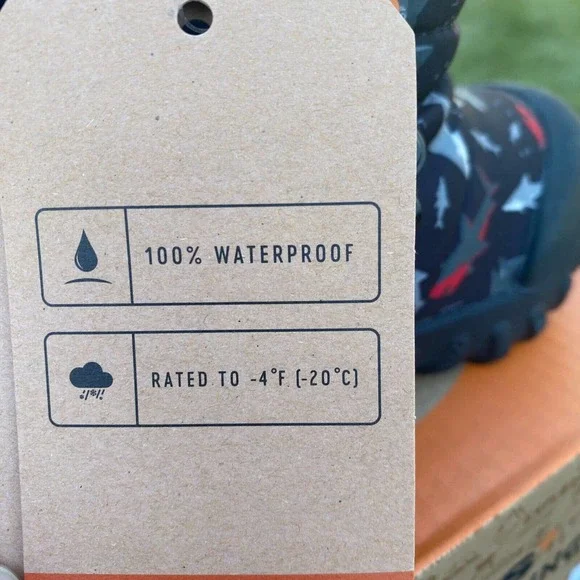 100% WATERPROOF
RATED TO -4°F (-20°C)